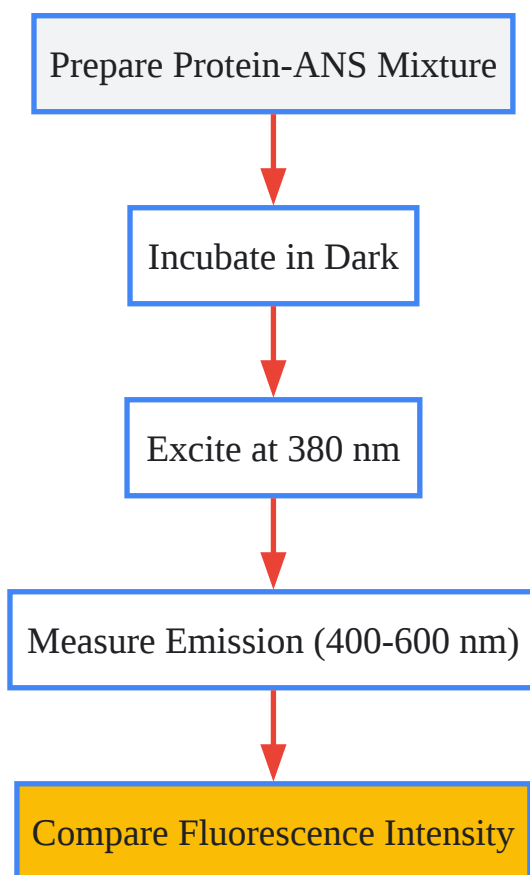 Prepare Protein-ANS Mixture
Incubate in Dark
Excite at 380 nm
Measure Emission (400-600 nm)
Compare Fluorescence Intensity